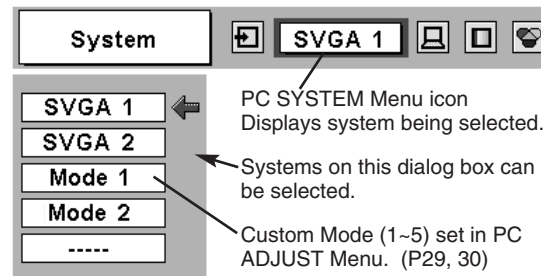 System
SVGA 1
SVGA 1
SVGA 2
Mode 1
Mode 2
-----
PC SYSTEM Menu icon
Displays system being selected.
Systems on this dialog box can
be selected.
Custom Mode (1~5) set in PC
ADJUST Menu. (P29, 30)